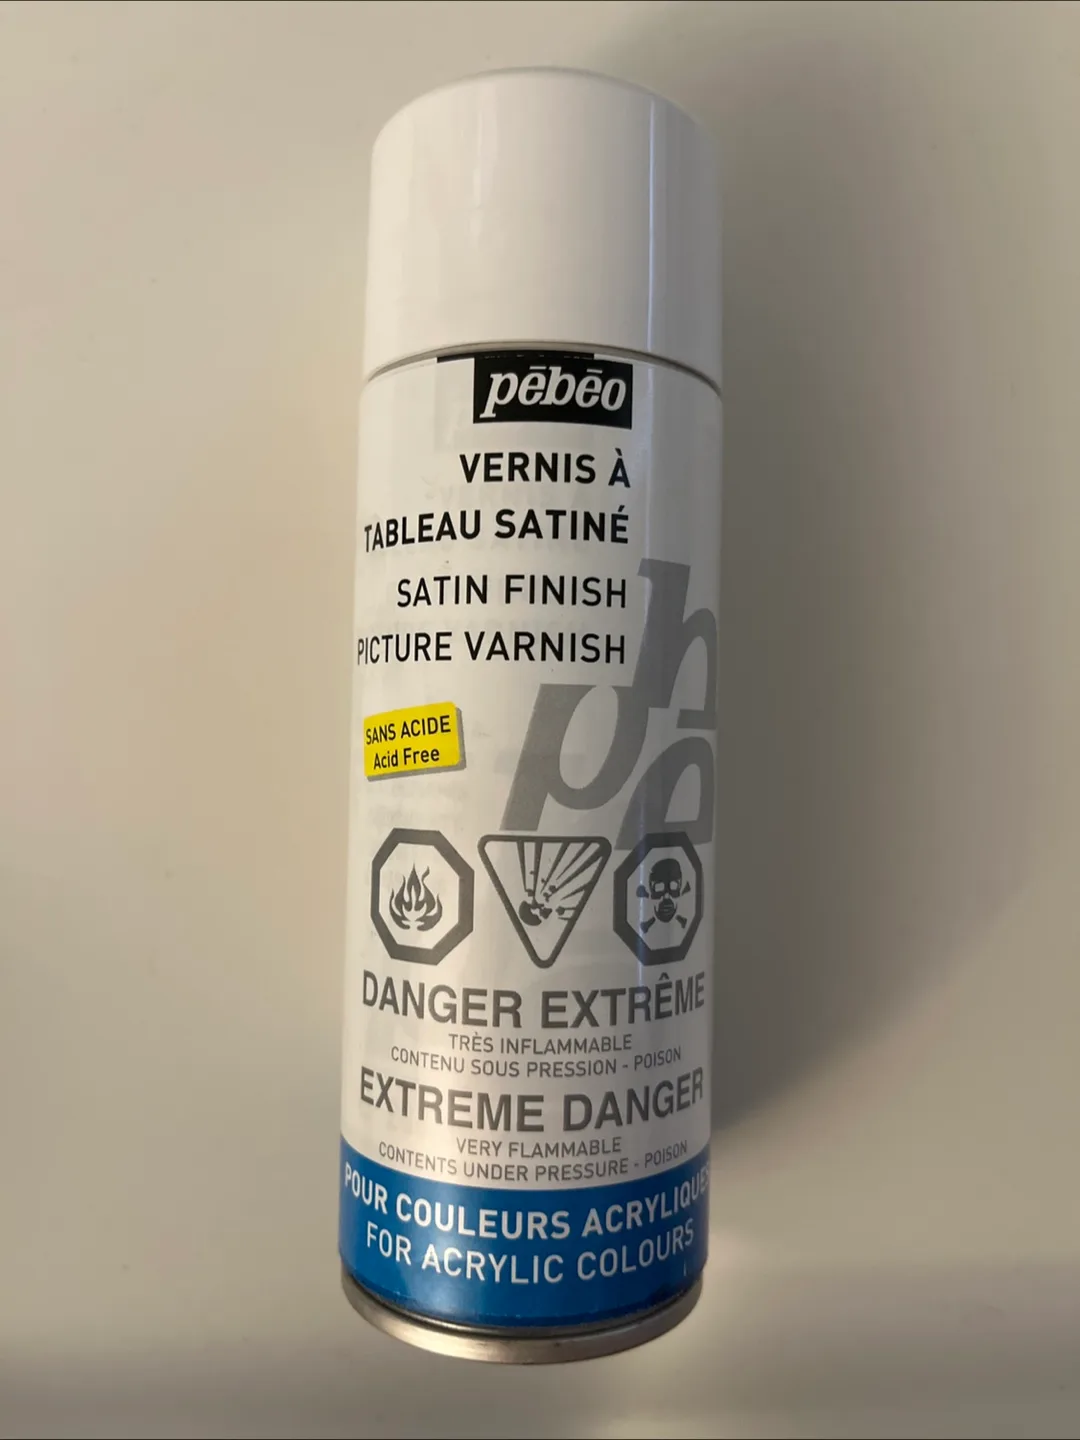 pēbēo
VERNIS À
TABLEAU SATINÉ
SATIN FINISH
PICTURE VARNISH
SANS ACIDE
Acid Free
DANGER EXTRÊME
TRÈS INFLAMMABLE
CONTENU SOUS PRESSION - POISON
EXTREME DANGER
VERY FLAMMABLE
CONTENTS UNDER PRESSURE - POISON
POUR COULEURS ACRYLIQUES
FOR ACRYLIC COLOURS